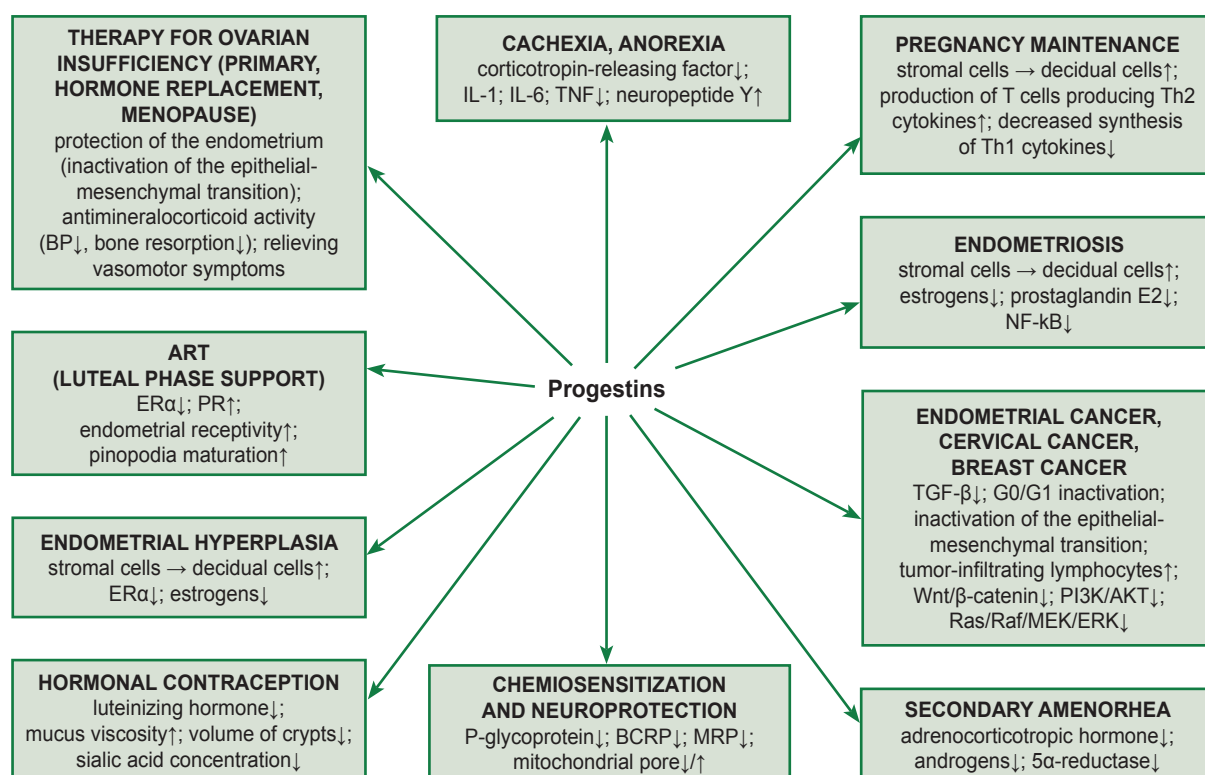 THERAPY FOR OVARIAN
INSUFFICIENCY (PRIMARY,
HORMONE REPLACEMENT,
MENOPAUSE)
protection of the endometrium
(inactivation of the epithelial-
mesenchymal transition);
antimineralocorticoid activity
(BP↓, bone resorption↓); relieving
vasomotor symptoms
CACHEXIA, ANOREXIA
corticotropin-releasing factor↓;
IL-1; IL-6; TNF↓; neuropeptide Y↑
PREGNANCY MAINTENANCE
stromal cells → decidual cells↑;
production of T cells producing Th2
cytokines↑; decreased synthesis
of Th1 cytokines↓
ENDOMETRIOSIS
stromal cells → decidual cells↑;
estrogens↓; prostaglandin E2↓;
NF-kB↓
ART
(LUTEAL PHASE SUPPORT)
ERα↓; PR↑;
endometrial receptivity↑;
pinopodia maturation↑
Progestins
ENDOMETRIAL CANCER,
CERVICAL CANCER,
BREAST CANCER
TGF-β↓; G0/G1 inactivation;
inactivation of the epithelial-
mesenchymal transition;
tumor-infiltrating lymphocytes↑;
Wnt/β-catenin↓; PI3K/AKT↓;
Ras/Raf/MEK/ERK↓
ENDOMETRIAL HYPERPLASIA
stromal cells → decidual cells↑;
ERα↓; estrogens↓
HORMONAL CONTRACEPTION
luteinizing hormone↓;
mucus viscosity↑; volume of crypts↓;
sialic acid concentration↓
CHEMIOSENSITIZATION
AND NEUROPROTECTION
P-glycoprotein↓; BCRP↓; MRP↓;
mitochondrial pore↓/↑
SECONDARY AMENORHEA
adrenocorticotropic hormone↓;
androgens↓; 5α-reductase↓